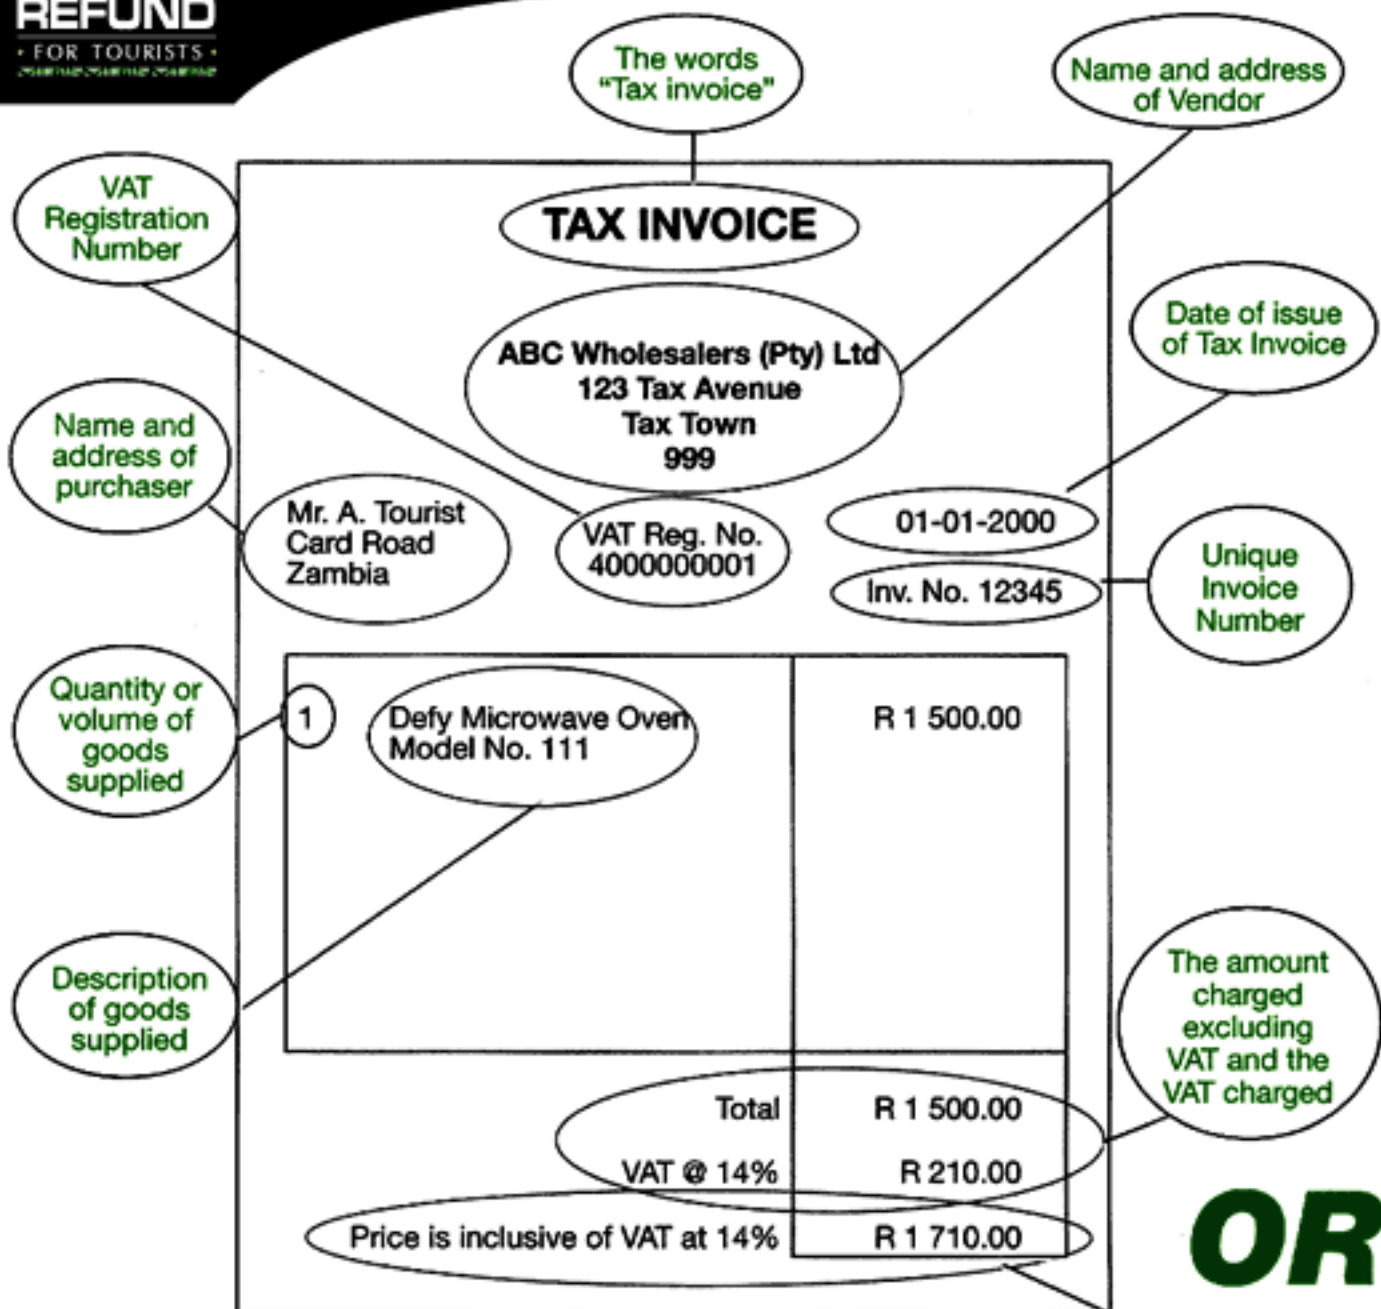 REFUND
· FOR TOURISTS ·
The words
"Tax invoice"
Name and address
of Vendor
VAT
Registration
Number
TAX INVOICE
Date of issue
of Tax Invoice
ABC Wholesalers (Pty) Ltd
123 Tax Avenue
Tax Town
999
Name and
address of
purchaser
Mr. A. Tourist
Card Road
Zambia
VAT Reg. No.
4000000001
01-01-2000
Inv. No. 12345
Unique
Invoice
Number
Quantity or
volume of
goods
supplied
1 Defy Microwave Oven R 1 500.00
Model No. 111
Description
of goods
supplied
The amount
charged
excluding
VAT and the
VAT charged
Total R 1 500.00
VAT @ 14% R 210.00
Price is inclusive of VAT at 14% R 1 710.00
OR